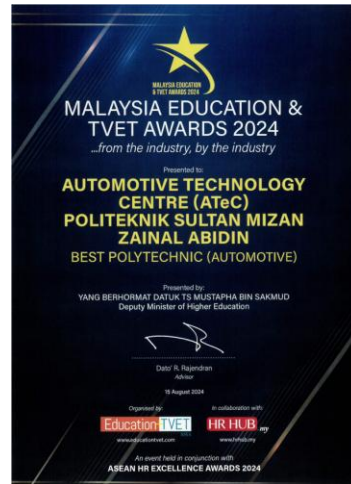 MALAYSIA EDUCATION
& TVET AWARDS 2024
MALAYSIA EDUCATION &
TVET AWARDS 2024
...from the industry, by the industry
Presented to:
AUTOMOTIVE TECHNOLOGY
CENTRE (ATeC)
POLITEKNIK SULTAN MIZAN
ZAINAL ABIDIN
BEST POLYTECHNIC (AUTOMOTIVE)
Presented by:
YANG BERHORMAT DATUK TS MUSTAPHA BIN SAKMUD
Deputy Minister of Higher Education
Dato' R. Rajendran
Advisor
15 August 2024
Organised by:
Education TVET
www.educationtvet.com
In collaboration with:
HR HUB my
www.hrhub.my
An event held in conjunction with
ASEAN HR EXCELLENCE AWARDS 2024